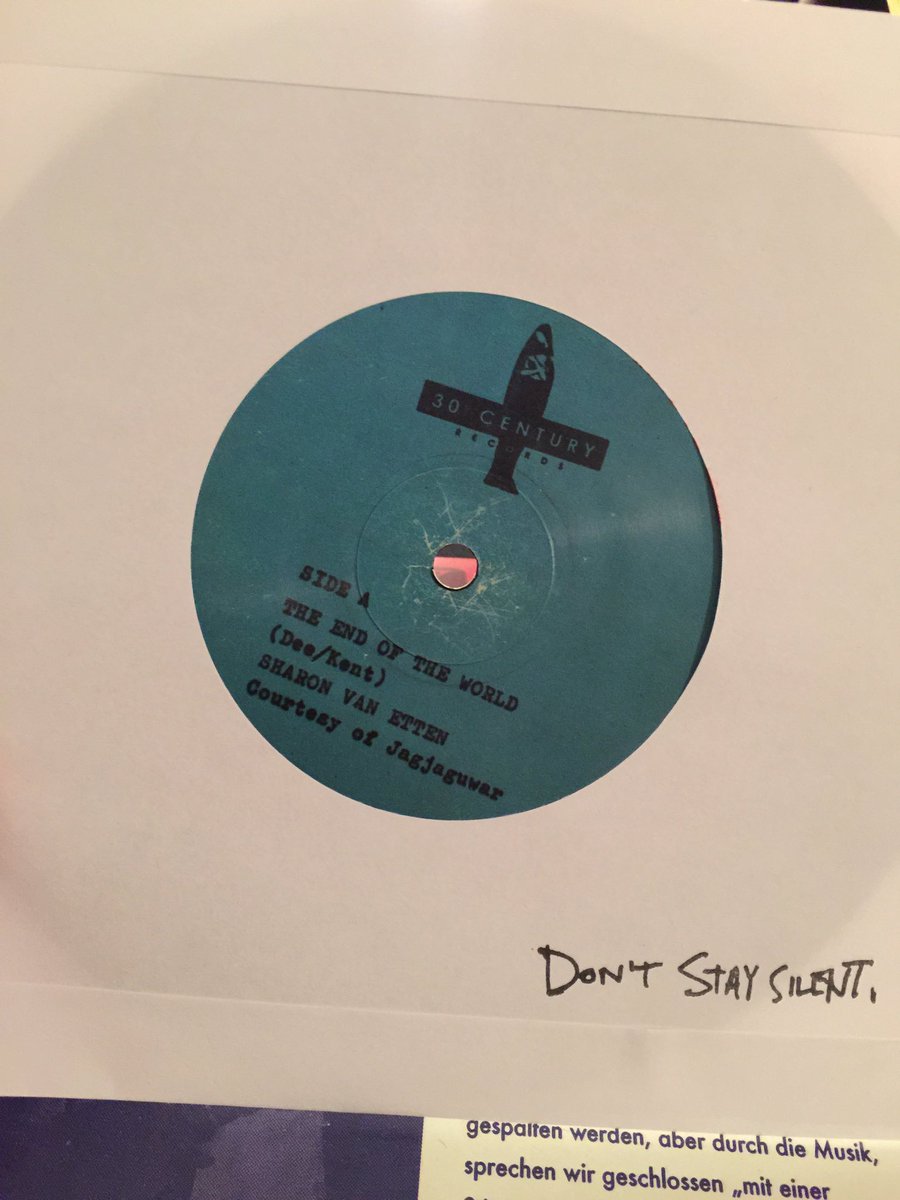 30th CENTURY
RECORDS
SIDE A
THE END OF THE WORLD
(Dee/Kent)
SHARON VAN ETTEN
Courtesy of Jagjaguwar
DON'T STAY SILENT.
gespalten werden, aber durch die Musik,
sprechen wir geschlossen „mit einer